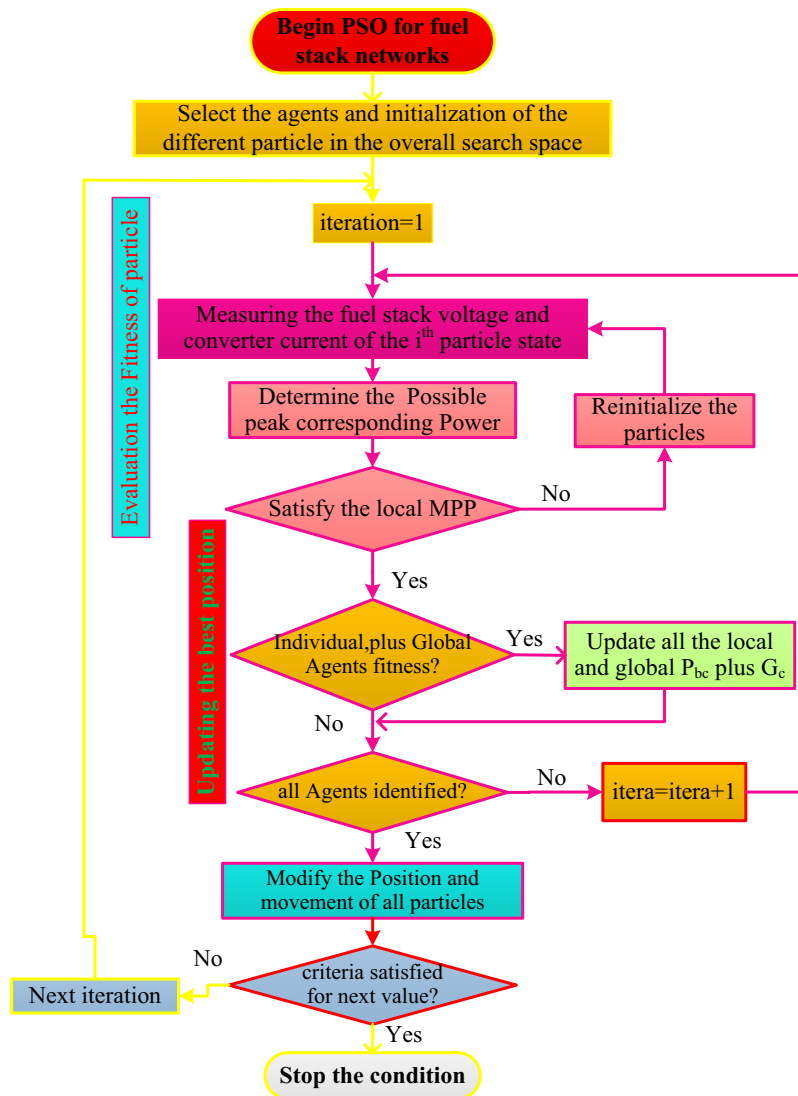 Begin PSO for fuel
stack networks
Select the agents and initialization of the
different particle in the overall search space
iteration=1
Evaluation the Fitness of particle
Measuring the fuel stack voltage and
converter current of the iᵗʰ particle state
Determine the Possible
peak corresponding Power
Reinitialize the
particles
Satisfy the local MPP
No
Yes
Updating the best position
Individual,plus Global
Agents fitness?
Yes
Update all the local
and global P_bc plus G_c
No
all Agents identified?
No
itera=itera+1
Yes
Modify the Position and
movement of all particles
criteria satisfied
for next value?
No
Next iteration
Yes
Stop the condition